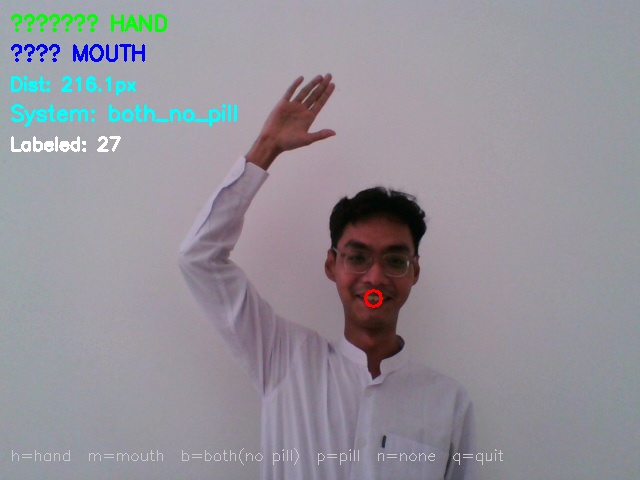 ??????? HAND
???? MOUTH
Dist: 216.1px
System: both_no_pill
Labeled: 27
h=hand m=mouth b=both(no pill) p=pill n=none q=quit